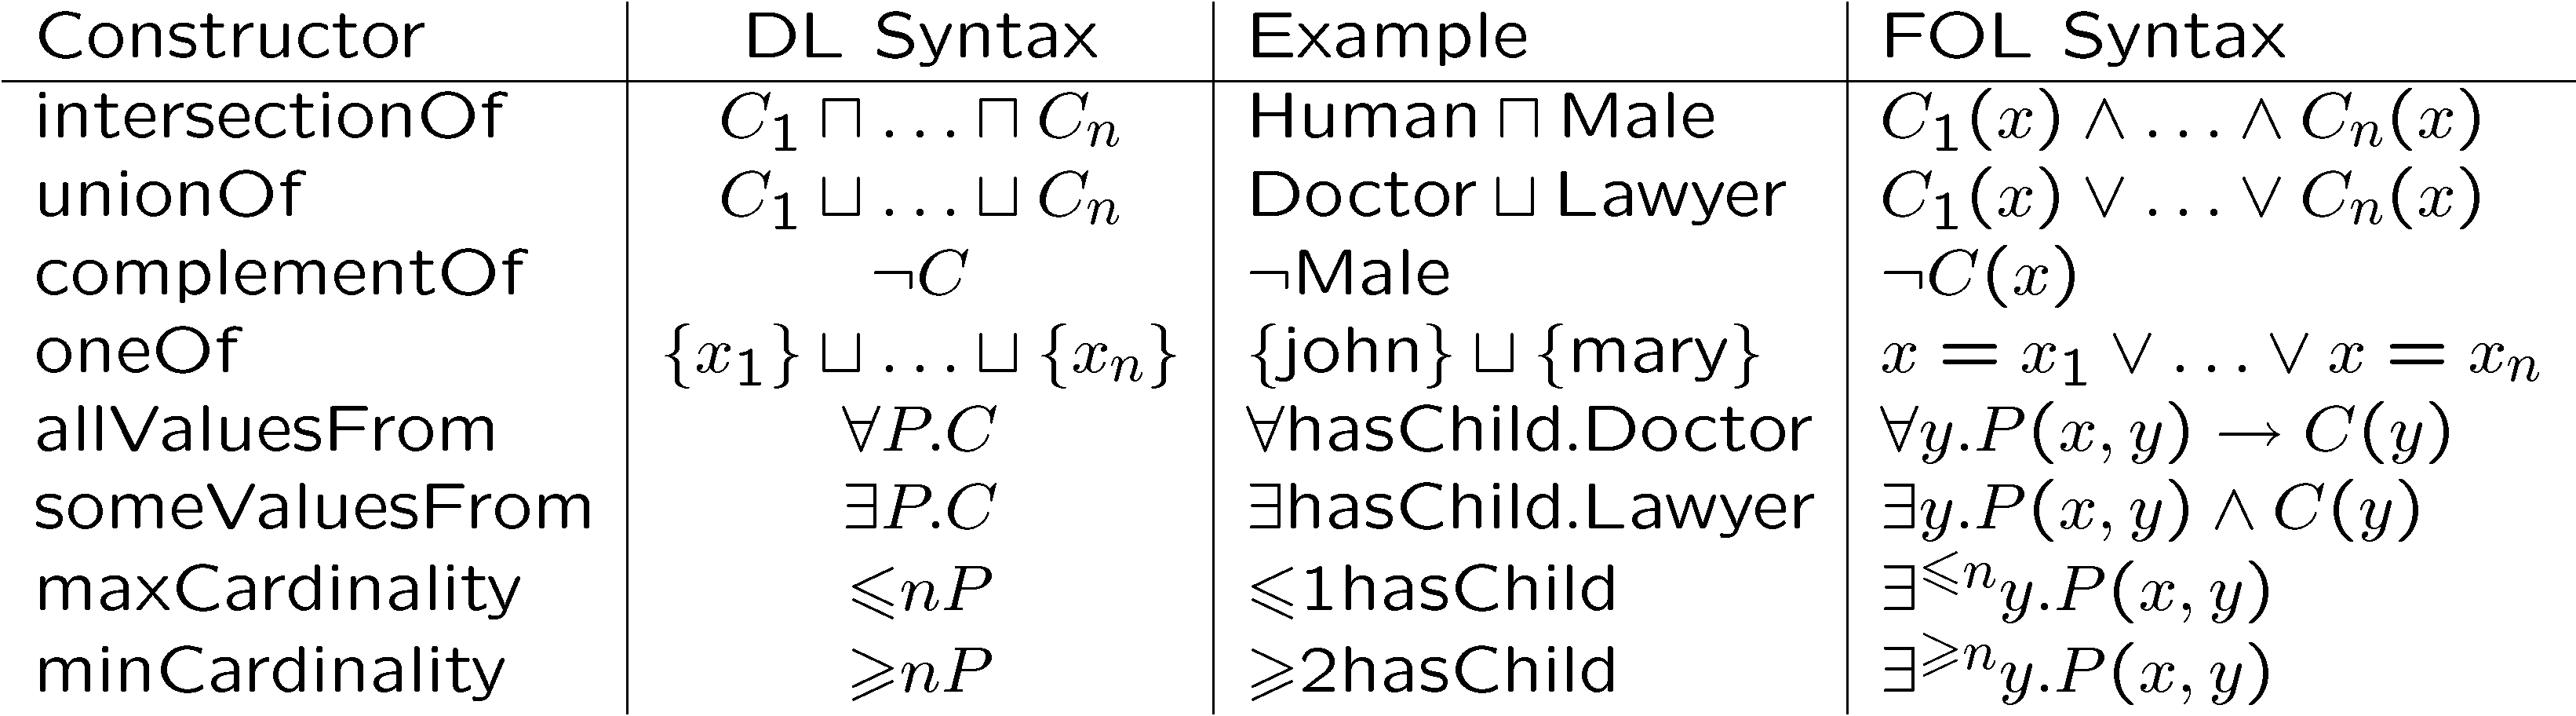 Constructor DL Syntax Example FOL Syntax
intersectionOf C₁ ⊓ … ⊓ Cₙ Human ⊓ Male C₁(x) ∧ … ∧ Cₙ(x)
unionOf C₁ ⊔ … ⊔ Cₙ Doctor ⊔ Lawyer C₁(x) ∨ … ∨ Cₙ(x)
complementOf ¬C ¬Male ¬C(x)
oneOf {x₁} ⊔ … ⊔ {xₙ} {john} ⊔ {mary} x = x₁ ∨ … ∨ x = xₙ
allValuesFrom ∀P.C ∀hasChild.Doctor ∀y.P(x, y) → C(y)
someValuesFrom ∃P.C ∃hasChild.Lawyer ∃y.P(x, y) ∧ C(y)
maxCardinality ⩽nP ⩽1hasChild ∃^⩽n y.P(x, y)
minCardinality ⩾nP ⩾2hasChild ∃^⩾n y.P(x, y)